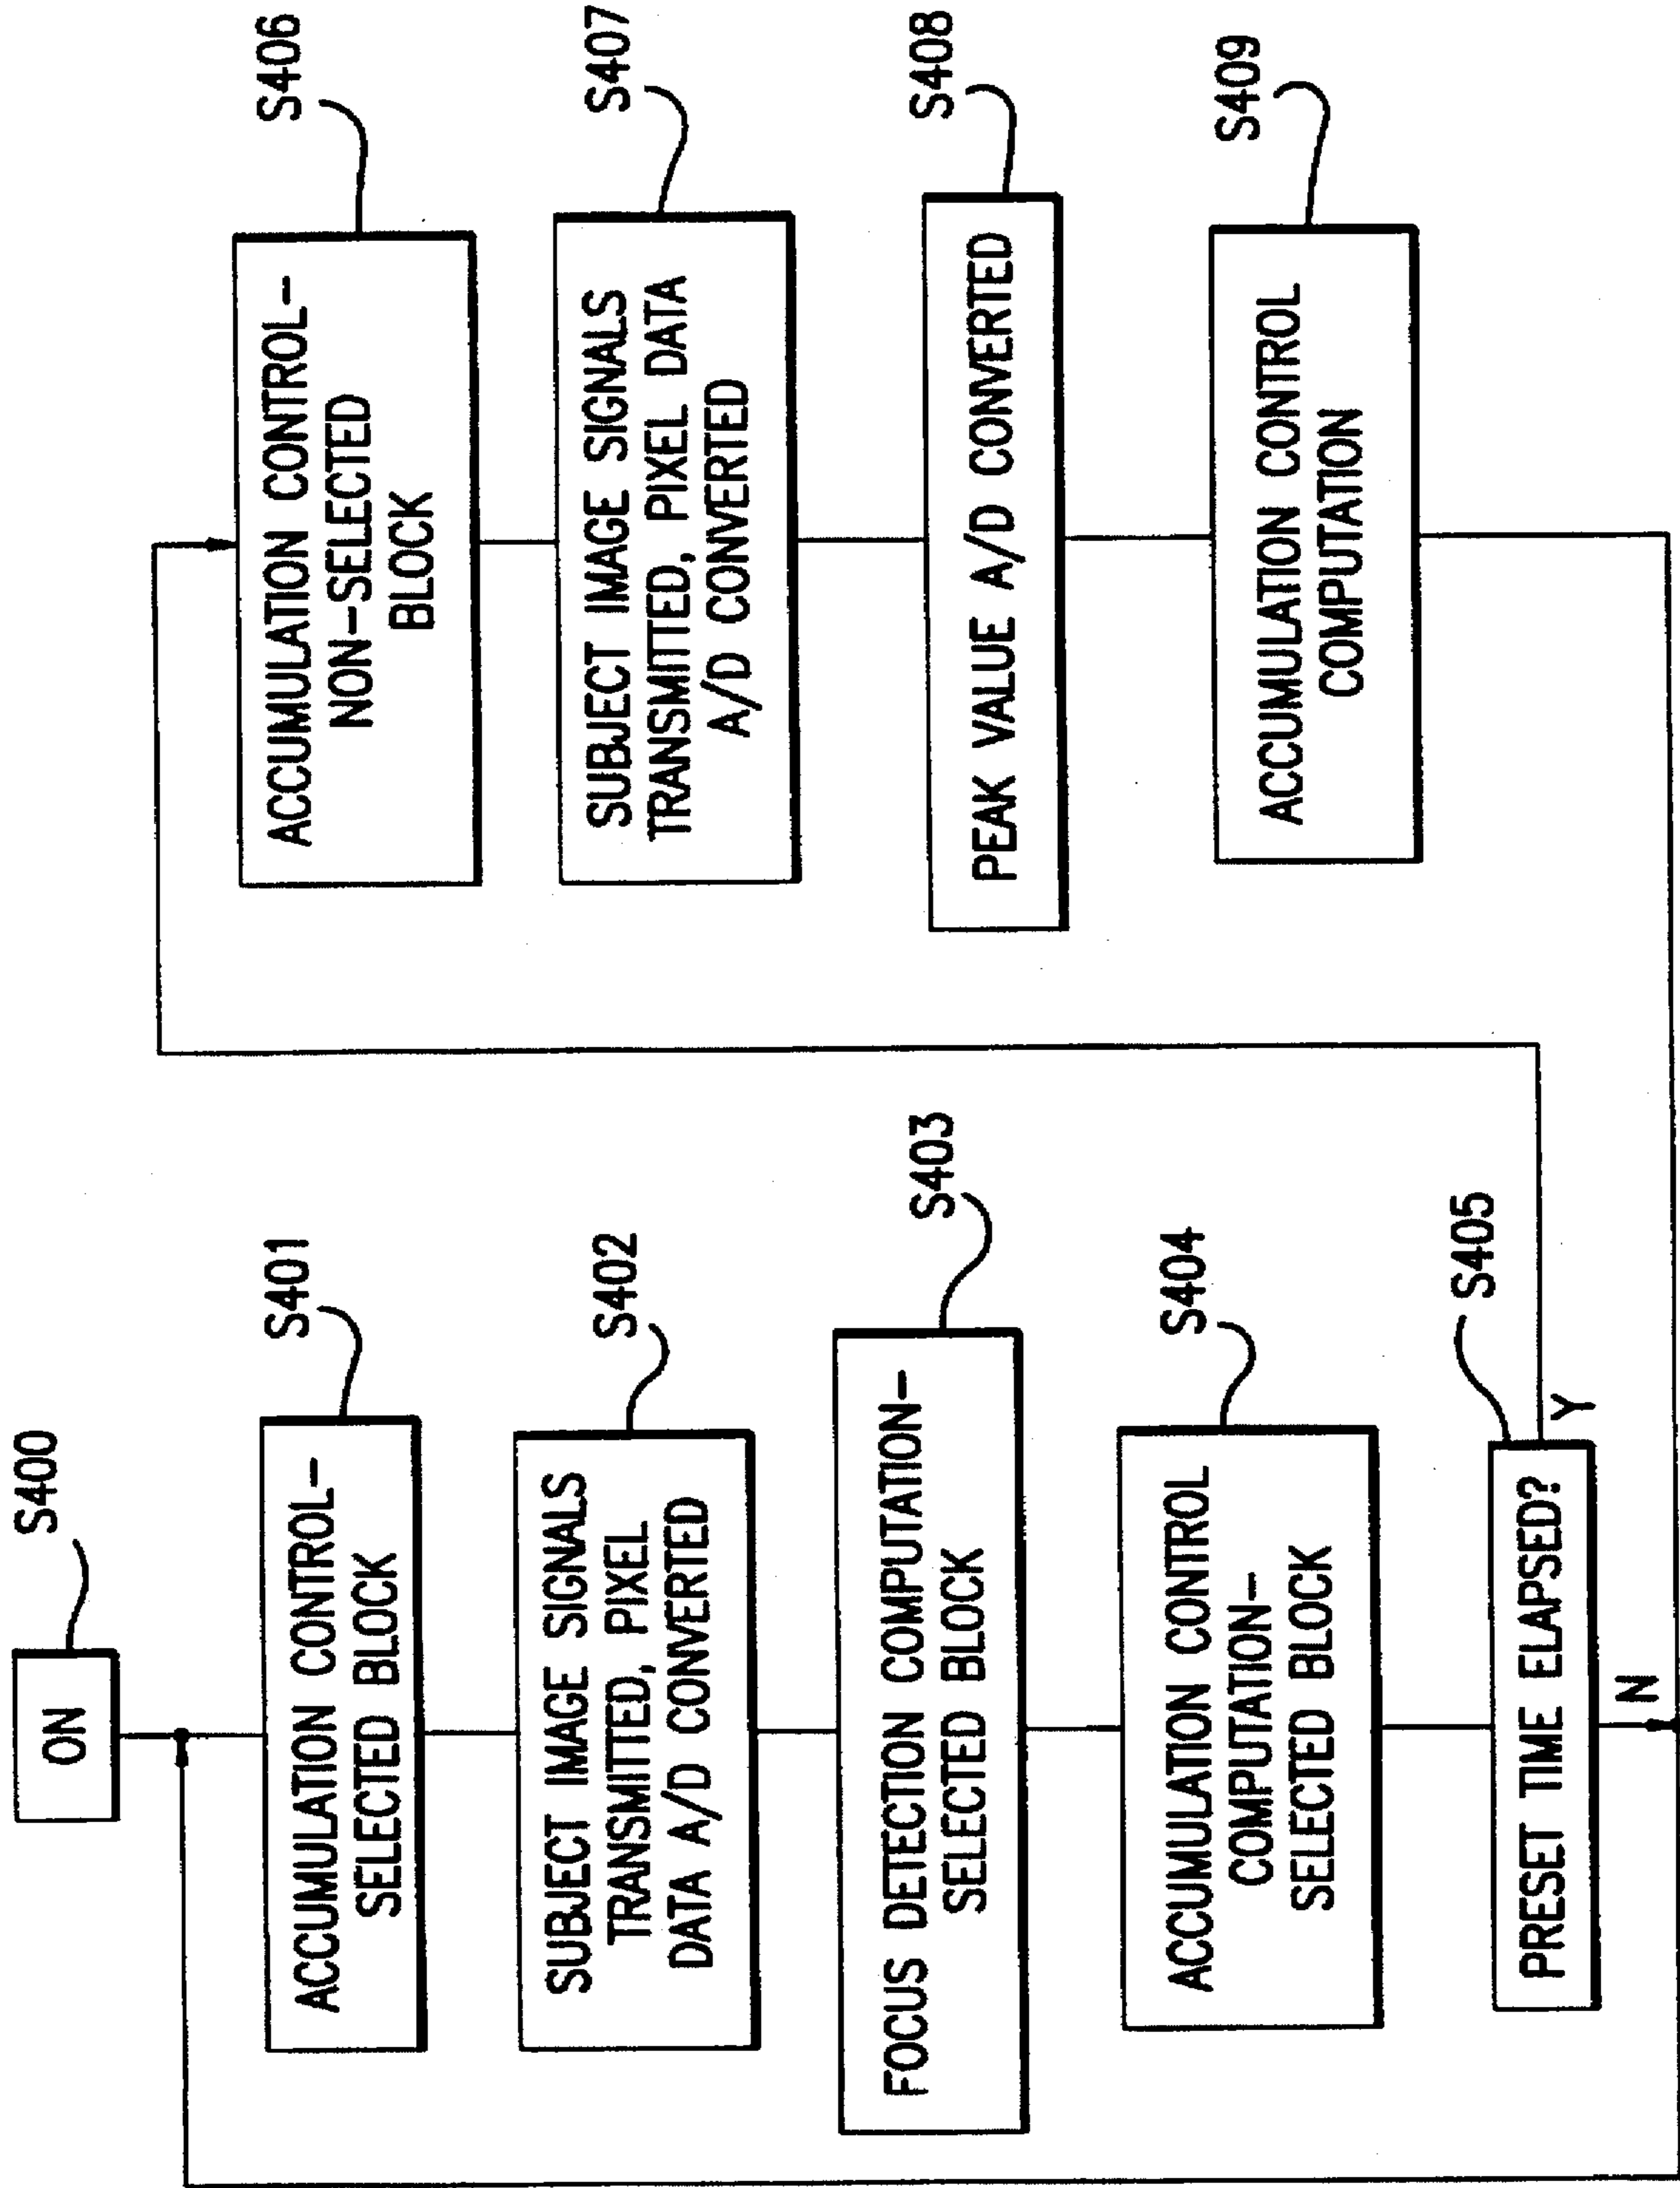 S400
ON
S401
ACCUMULATION CONTROL-
SELECTED BLOCK
S402
SUBJECT IMAGE SIGNALS
TRANSMITTED, PIXEL
DATA A/D CONVERTED
S403
FOCUS DETECTION COMPUTATION-
SELECTED BLOCK
S404
ACCUMULATION CONTROL
COMPUTATION-
SELECTED BLOCK
S405
PRESET TIME ELAPSED?
Y
N
S406
ACCUMULATION CONTROL-
NON-SELECTED
BLOCK
S407
SUBJECT IMAGE SIGNALS
TRANSMITTED, PIXEL DATA
A/D CONVERTED
S408
PEAK VALUE A/D CONVERTED
S409
ACCUMULATION CONTROL
COMPUTATION